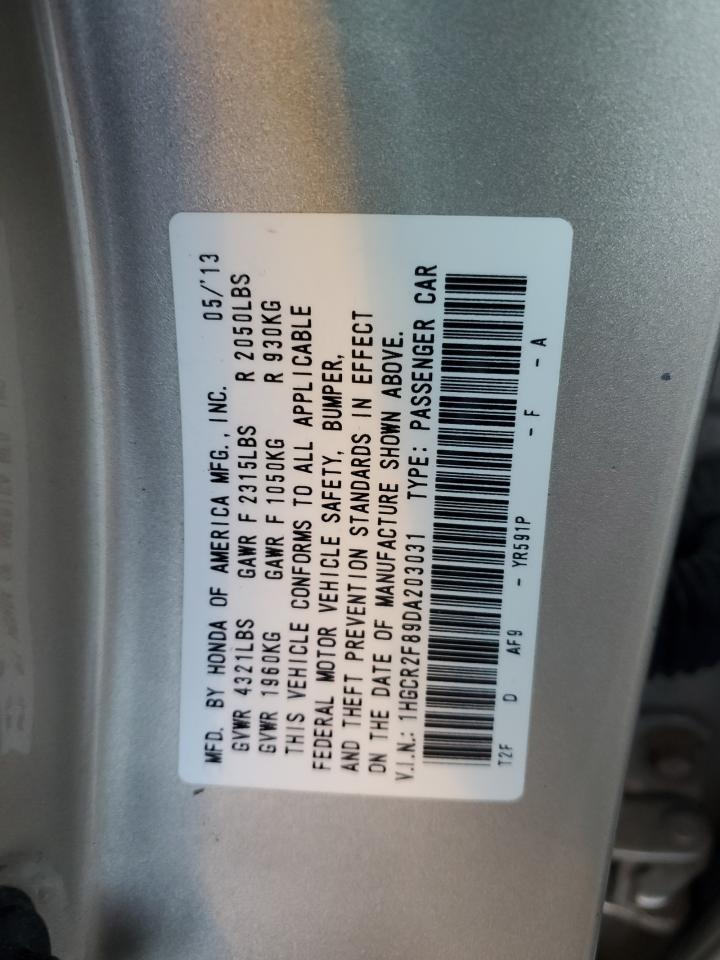 MFD. BY HONDA OF AMERICA MFG., INC. 05/'13
GVWR 4321LBS GAWR F 2315LBS R 2050LBS
GVWR 1960KG GAWR F 1050KG R 930KG
THIS VEHICLE CONFORMS TO ALL APPLICABLE
FEDERAL MOTOR VEHICLE SAFETY, BUMPER,
AND THEFT PREVENTION STANDARDS IN EFFECT
ON THE DATE OF MANUFACTURE SHOWN ABOVE.
V.I.N.: 1HGCR2F89DA203031 TYPE: PASSENGER CAR
T2F D AF9 - YR591P - F - A